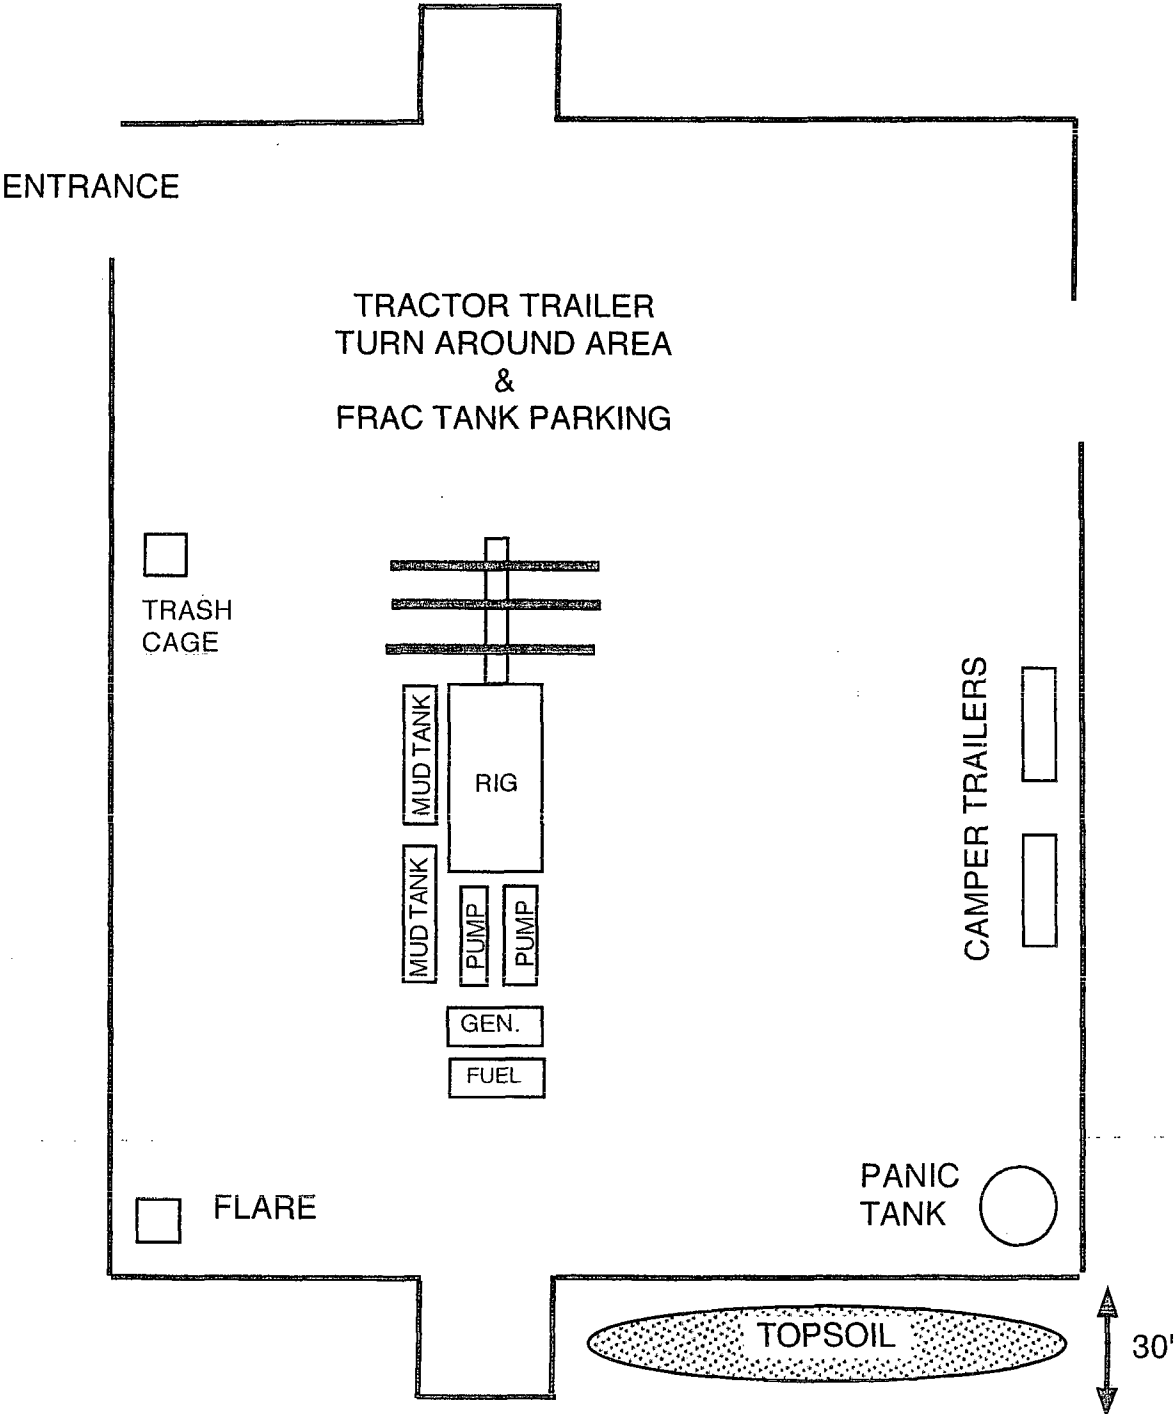 ENTRANCE
TRACTOR TRAILER
TURN AROUND AREA
&
FRAC TANK PARKING
TRASH
CAGE
MUD TANK
RIG
CAMPER TRAILERS
MUD TANK
PUMP
PUMP
GEN.
FUEL
FLARE
PANIC
TANK
TOPSOIL
30'